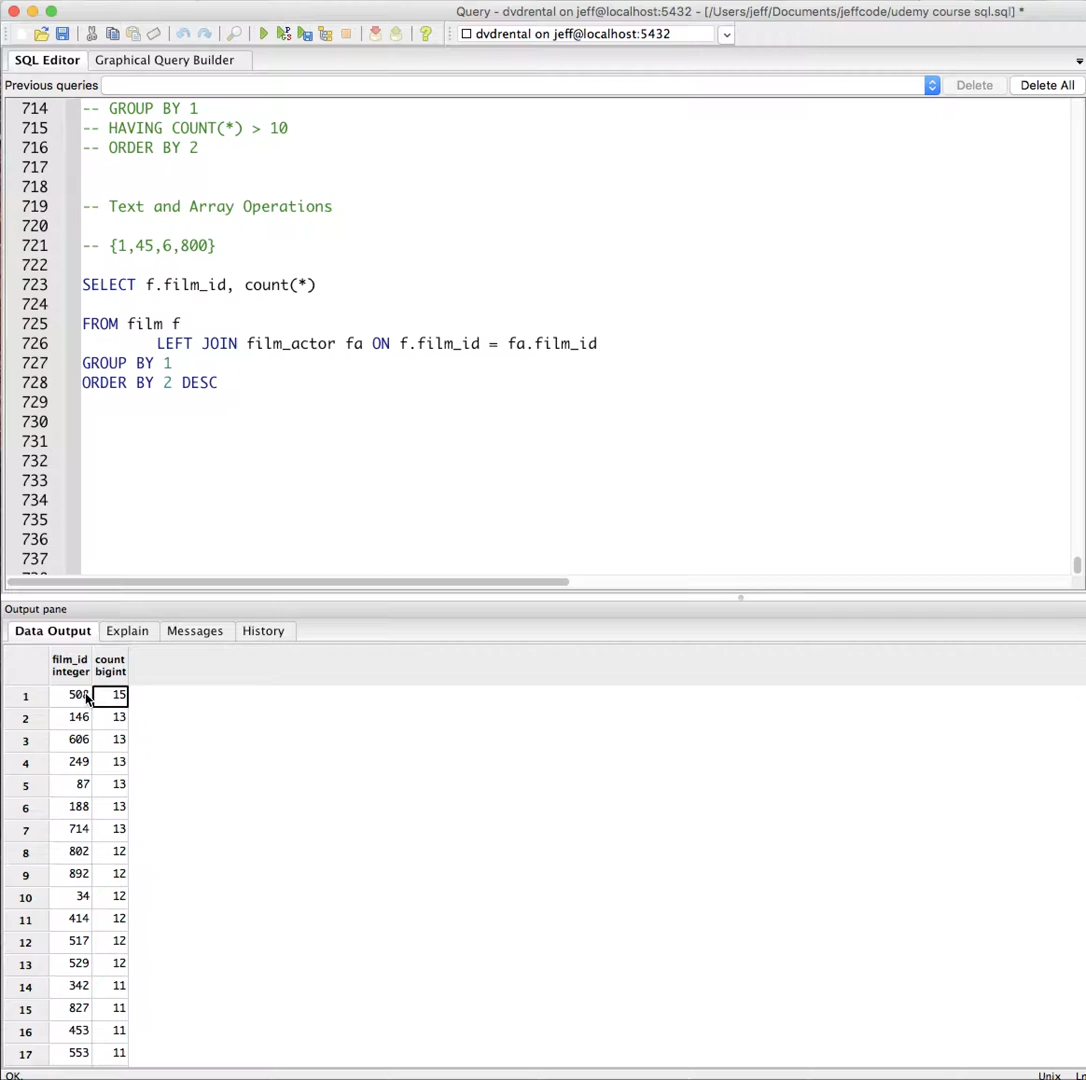 Query - dvdrental on jeff@localhost:5432 - [/Users/jeff/Documents/jeffcode/udemy course sql.sql] *
dvdrental on jeff@localhost:5432
SQL Editor Graphical Query Builder
Previous queries Delete Delete All
714 -- GROUP BY 1
715 -- HAVING COUNT(*) > 10
716 -- ORDER BY 2
717
718
719 -- Text and Array Operations
720
721 -- {1,45,6,800}
722
723 SELECT f.film_id, count(*)
724
725 FROM film f
726 LEFT JOIN film_actor fa ON f.film_id = fa.film_id
727 GROUP BY 1
728 ORDER BY 2 DESC
729
730
731
732
733
734
735
736
737
Output pane
Data Output Explain Messages History
film_id count
integer bigint
1 15
2 146 13
3 606 13
4 249 13
5 87 13
6 188 13
7 714 13
8 802 12
9 892 12
10 34 12
11 414 12
12 517 12
13 529 12
14 342 11
15 827 11
16 453 11
17 553 11
OK. Unix